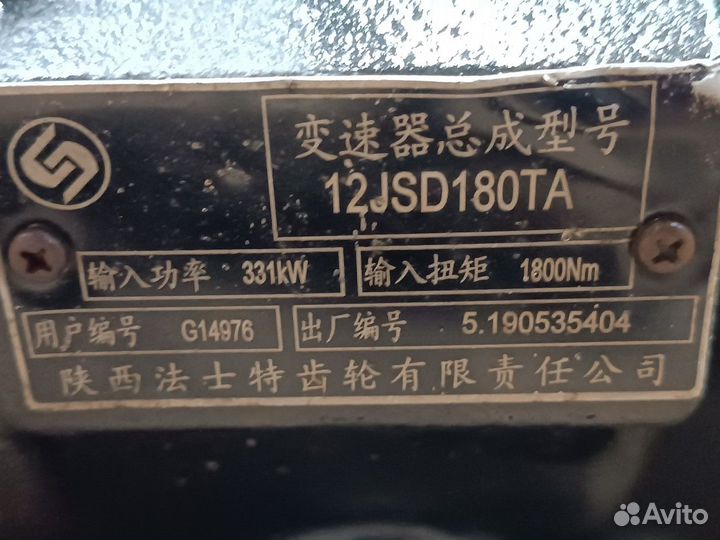 变速器总成型号
12JSD180TA
输入功率 331kW 输入扭矩 1800Nm
用户编号 G14976 出厂编号 5.190535404
陕西法士特齿轮有限责任公司
Avito